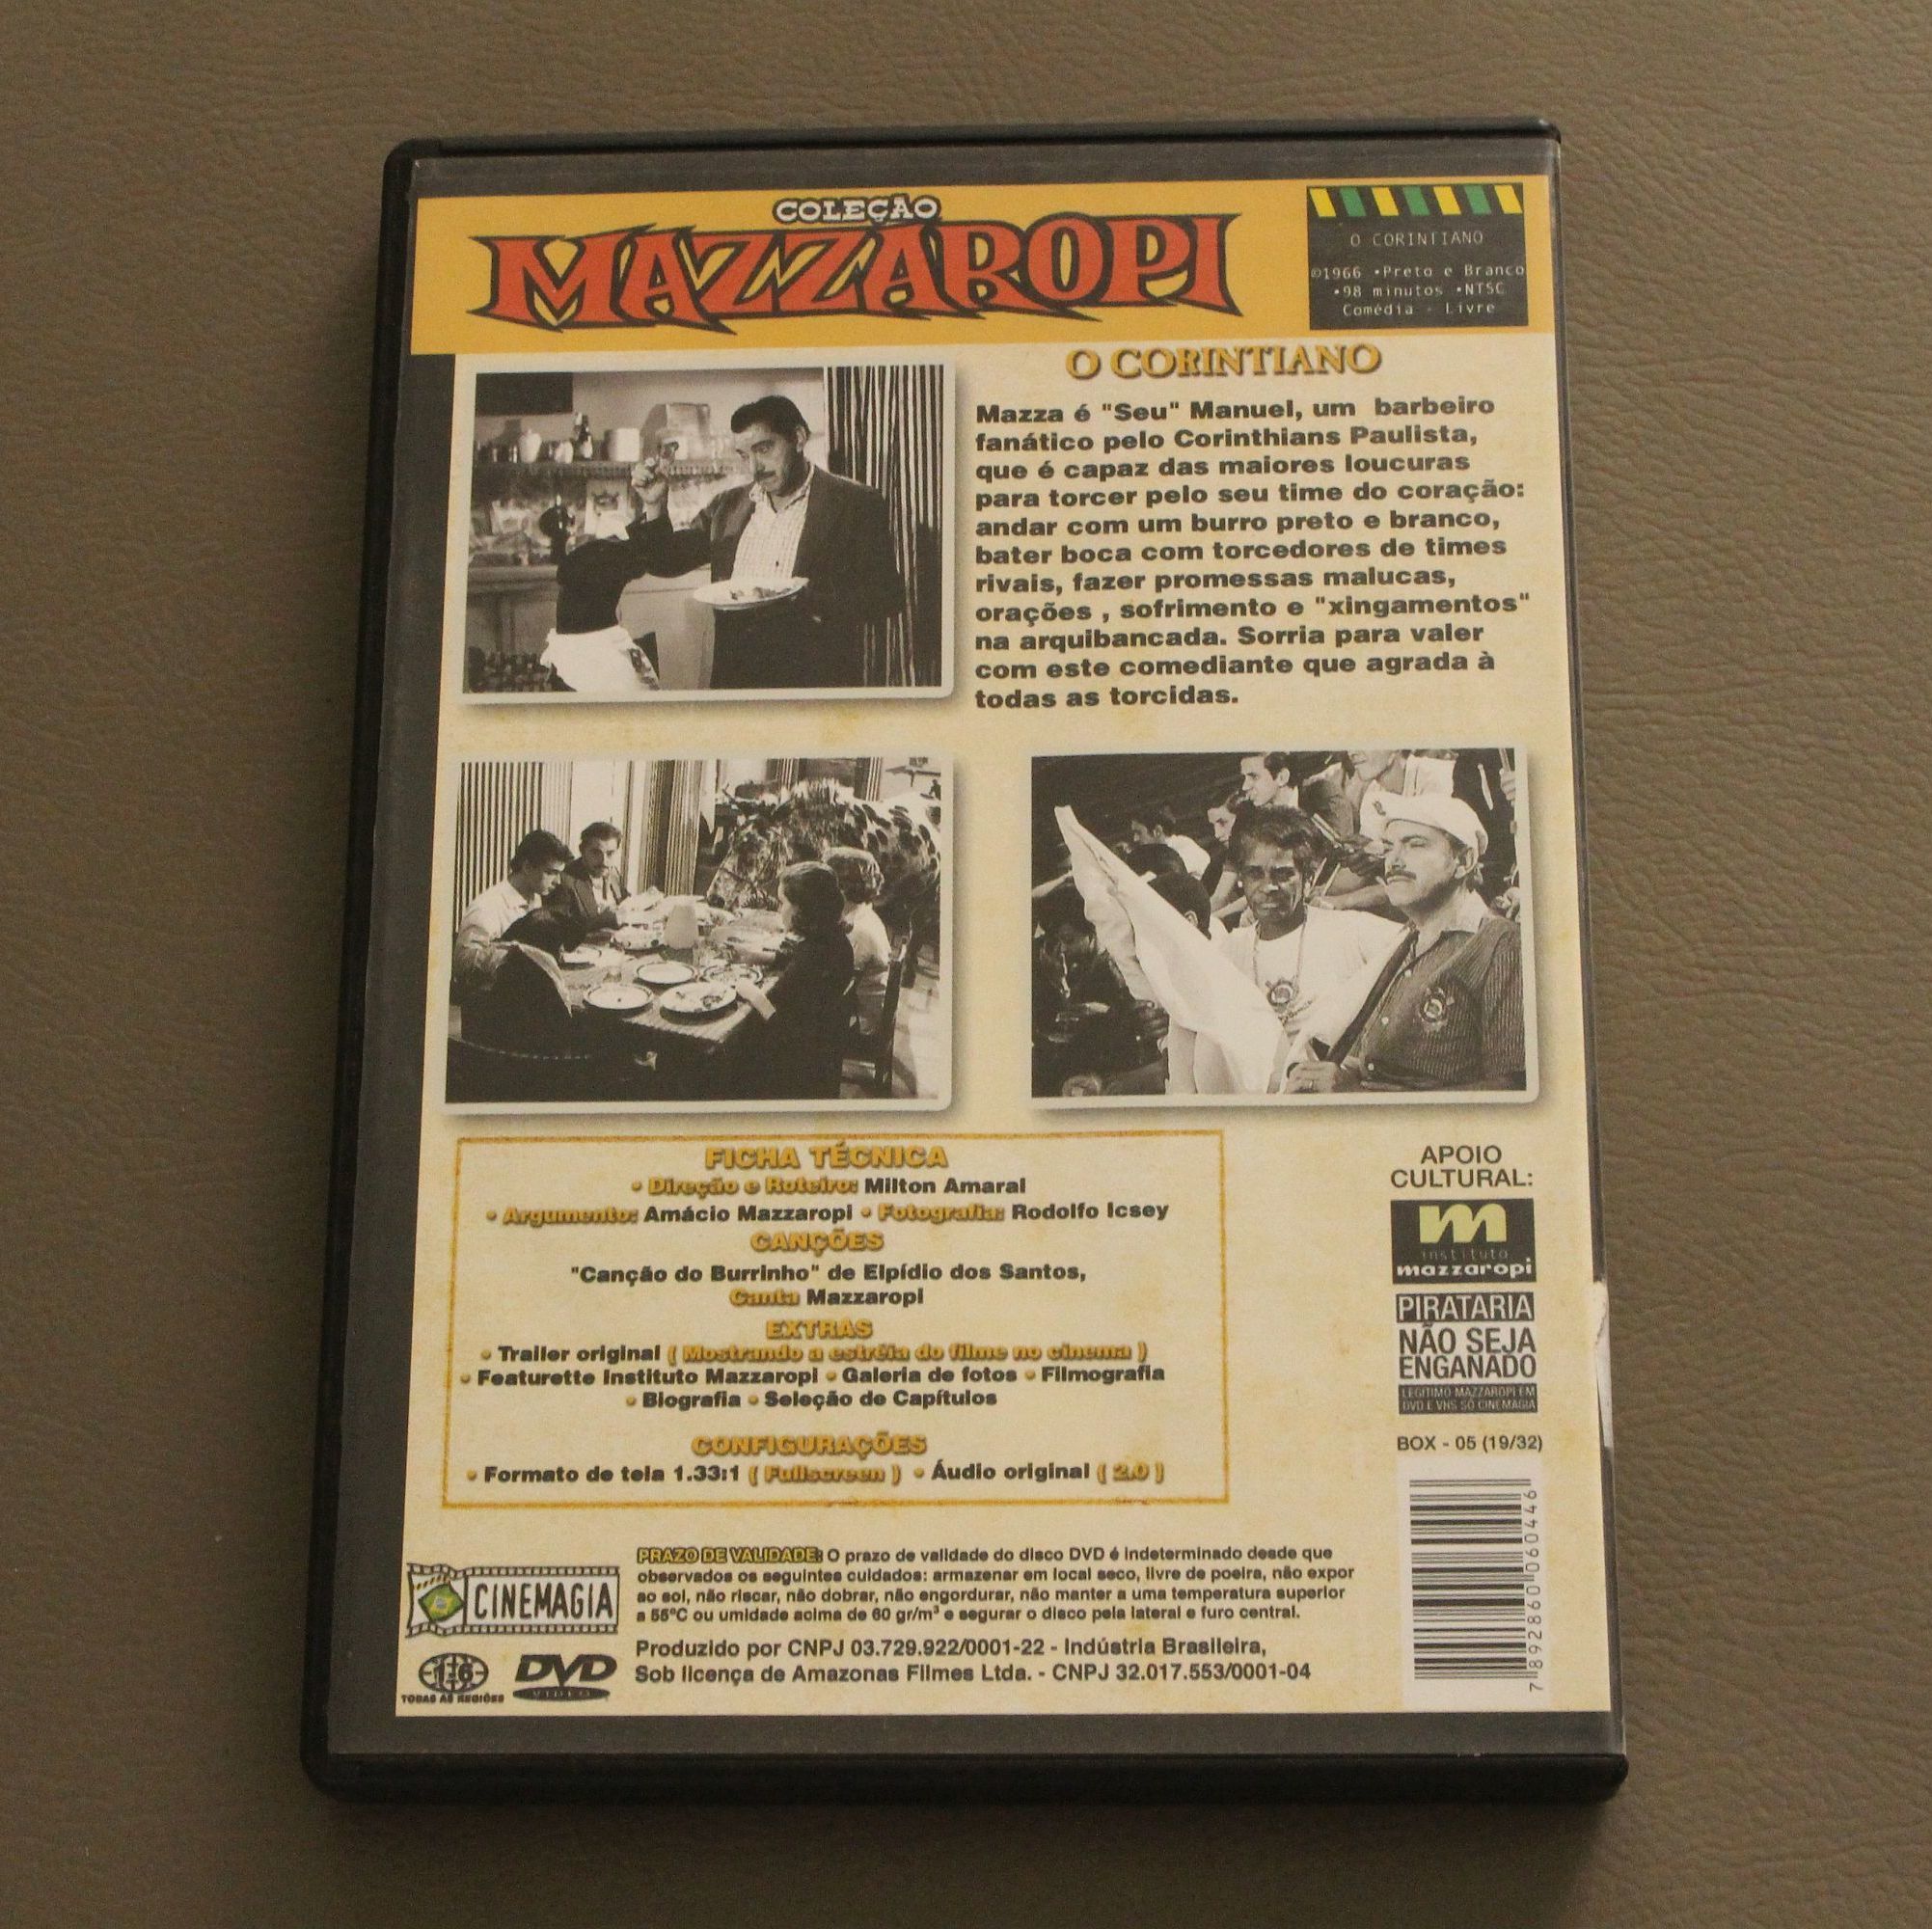 COLEÇÃO
MAZZAROPI
O CORINTIANO
©1966 •Preto e Branco
•98 minutos •NTSC
Comédia - Livre
O CORINTIANO
Mazza é "Seu" Manuel, um barbeiro
fanático pelo Corinthians Paulista,
que é capaz das maiores loucuras
para torcer pelo seu time do coração:
andar com um burro preto e branco,
bater boca com torcedores de times
rivais, fazer promessas malucas,
orações , sofrimento e "xingamentos"
na arquibancada. Sorria para valer
com este comediante que agrada à
todas as torcidas.
FICHA TÉCNICA
• Direção e Roteiro: Milton Amaral
• Argumento: Amácio Mazzaropi • Fotografia: Rodolfo Icsey
CANÇÕES
"Canção do Burrinho" de Elpídio dos Santos,
Canta Mazzaropi
EXTRAS
• Trailer original ( Mostrando a estréia do filme no cinema )
• Featurette Instituto Mazzaropi • Galeria de fotos • Filmografia
• Biografia • Seleção de Capítulos
CONFIGURAÇÕES
• Formato de tela 1.33:1 ( Fullscreen ) • Áudio original ( 2.0 )
APOIO
CULTURAL:
m
instituto
mazzaropi
PIRATARIA
NÃO SEJA
ENGANADO
LEGÍTIMO MAZZAROPI EM
DVD E VHS SÓ CINEMAGIA
BOX - 05 (19/32)
7 892860 060446
CINEMAGIA
1-6
TODAS AS REGIÕES
DVD
VIDEO
PRAZO DE VALIDADE: O prazo de validade do disco DVD é indeterminado desde que
observados os seguintes cuidados: armazenar em local seco, livre de poeira, não expor
ao sol, não riscar, não dobrar, não engordurar, não manter a uma temperatura superior
a 55ºC ou umidade acima de 60 gr/m³ e segurar o disco pela lateral e furo central.
Produzido por CNPJ 03.729.922/0001-22 - Indústria Brasileira,
Sob licença de Amazonas Filmes Ltda. - CNPJ 32.017.553/0001-04